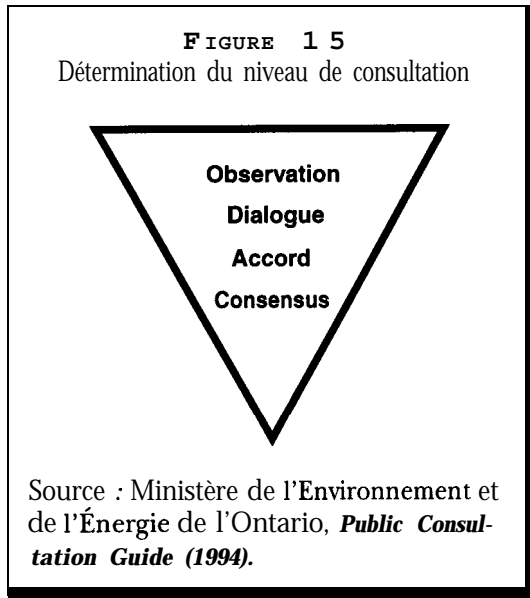 FIGURE 15
Détermination du niveau de consultation
Observation
Dialogue
Accord
Consensus
Source : Ministère de l'Environnement et
de l'Énergie de l'Ontario, Public Consul-
tation Guide (1994).